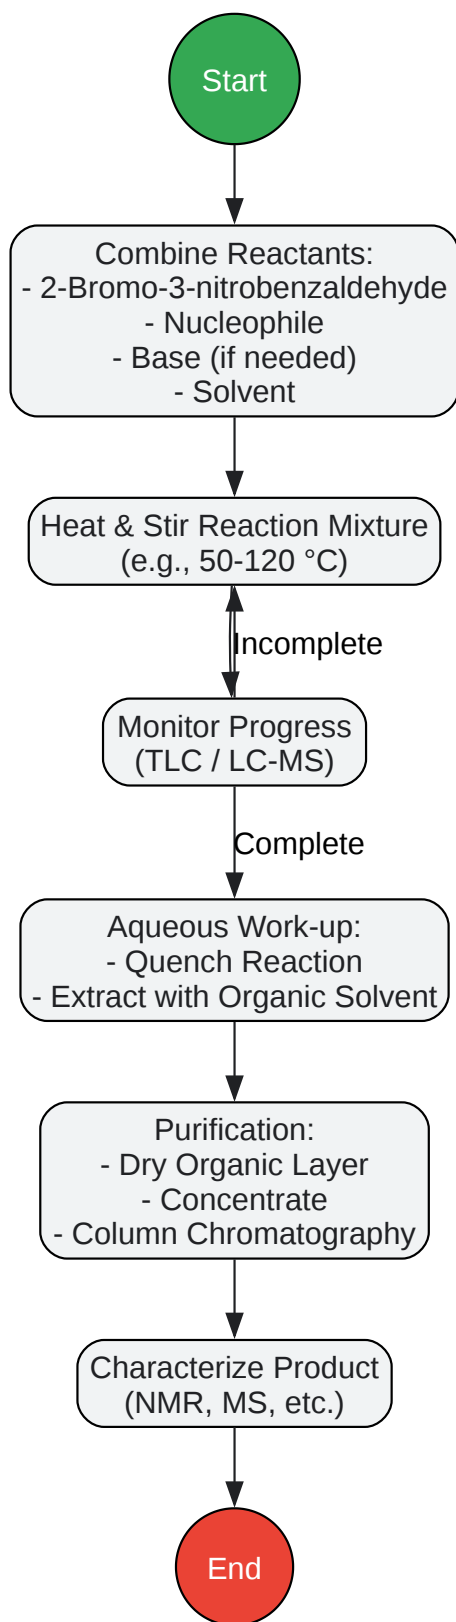 Start
Combine Reactants:
- 2-Bromo-3-nitrobenzaldehyde
- Nucleophile
- Base (if needed)
- Solvent
Heat & Stir Reaction Mixture
(e.g., 50-120 °C)
Incomplete
Monitor Progress
(TLC / LC-MS)
Complete
Aqueous Work-up:
- Quench Reaction
- Extract with Organic Solvent
Purification:
- Dry Organic Layer
- Concentrate
- Column Chromatography
Characterize Product
(NMR, MS, etc.)
End